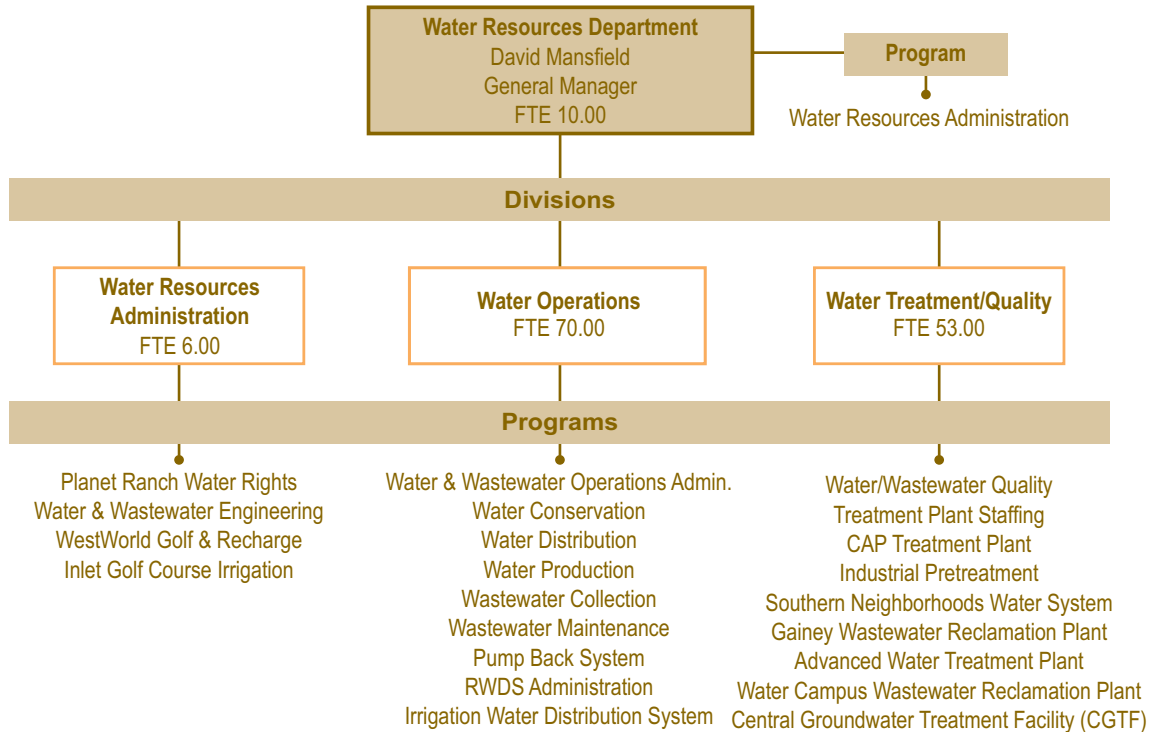 Water Resources Department
David Mansfield
General Manager
FTE 10.00
Program
Water Resources Administration
Divisions
Water Resources
Administration
FTE 6.00
Water Operations
FTE 70.00
Water Treatment/Quality
FTE 53.00
Programs
Planet Ranch Water Rights
Water & Wastewater Engineering
WestWorld Golf & Recharge
Inlet Golf Course Irrigation
Water & Wastewater Operations Admin.
Water Conservation
Water Distribution
Water Production
Wastewater Collection
Wastewater Maintenance
Pump Back System
RWDS Administration
Irrigation Water Distribution System
Water/Wastewater Quality
Treatment Plant Staffing
CAP Treatment Plant
Industrial Pretreatment
Southern Neighborhoods Water System
Gainey Wastewater Reclamation Plant
Advanced Water Treatment Plant
Water Campus Wastewater Reclamation Plant
Central Groundwater Treatment Facility (CGTF)